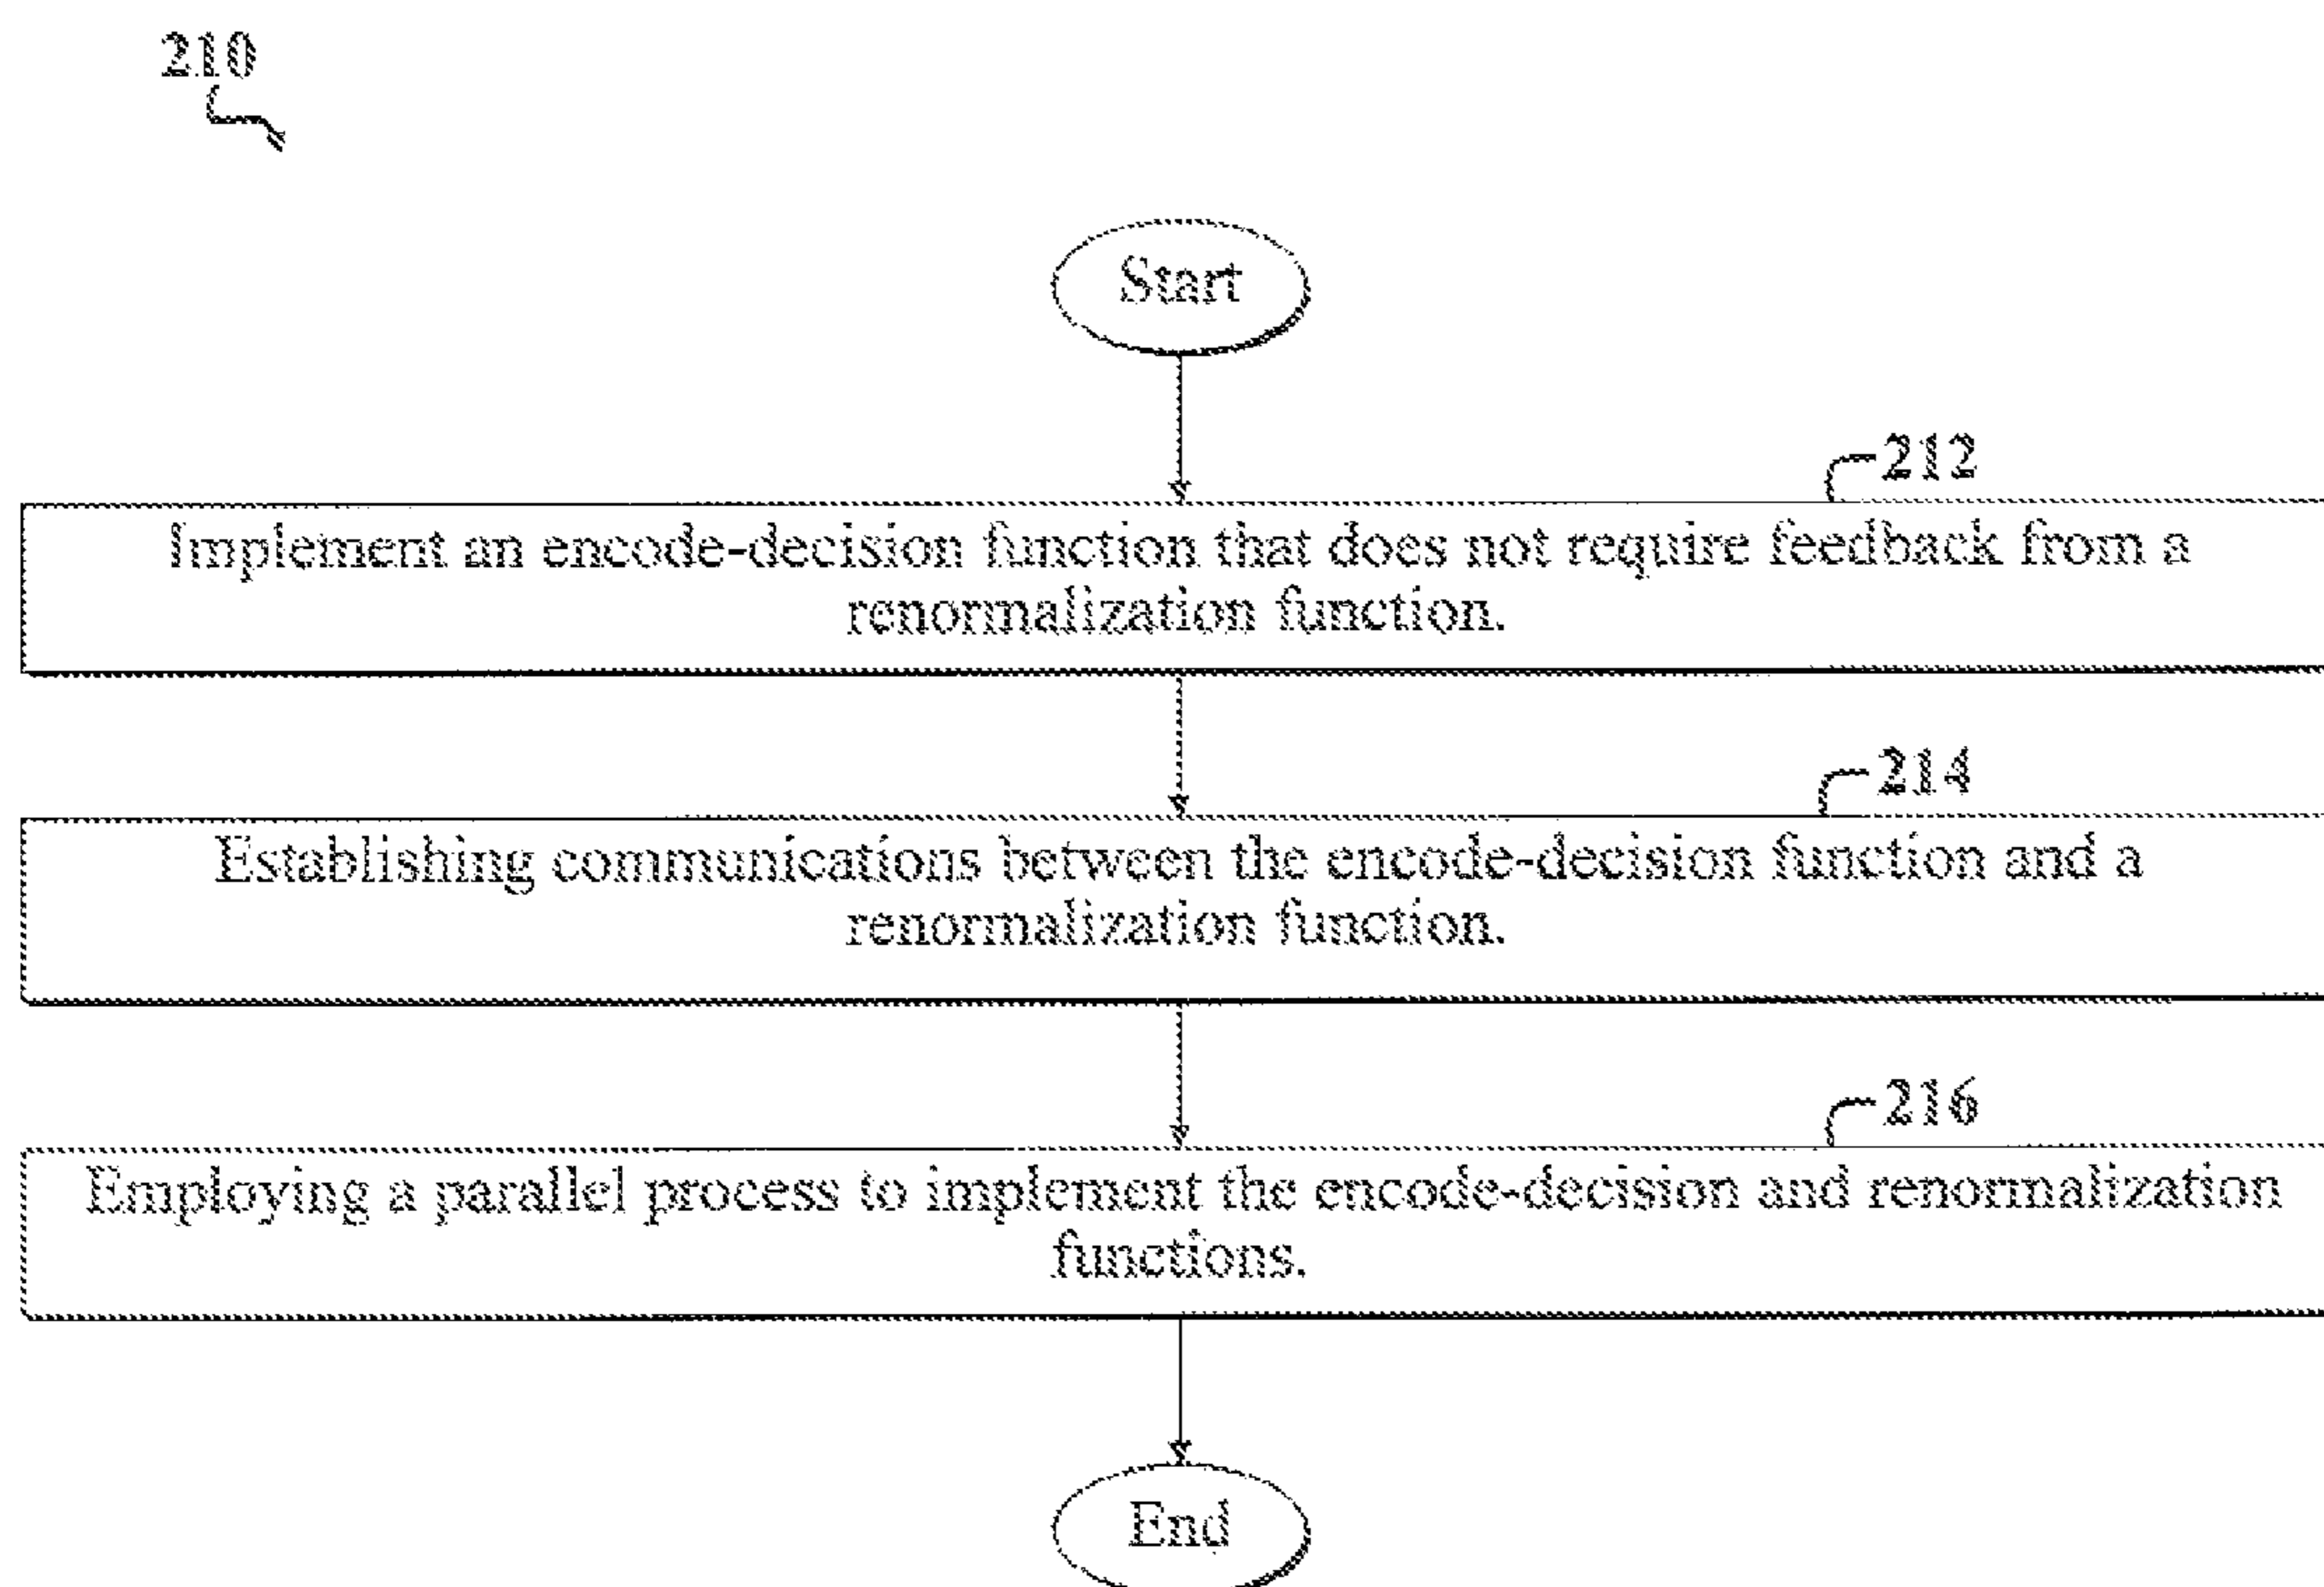 210
Start
212
Implement an encode-decision function that does not require feedback from a
renormalization function.
214
Establishing communications between the encode-decision function and a
renormalization function.
216
Employing a parallel process to implement the encode-decision and renormalization
functions.
End